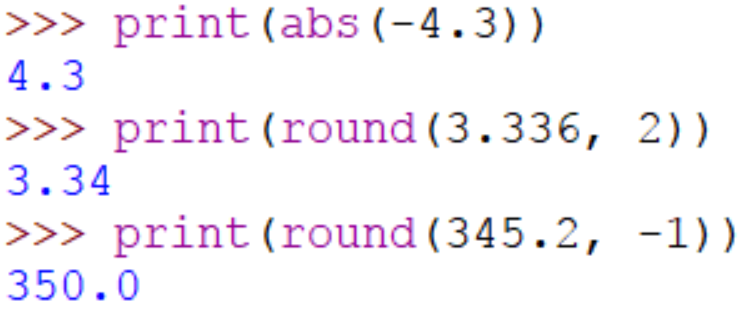 >>> print(abs(-4.3))
4.3
>>> print(round(3.336, 2))
3.34
>>> print(round(345.2, -1))
350.0